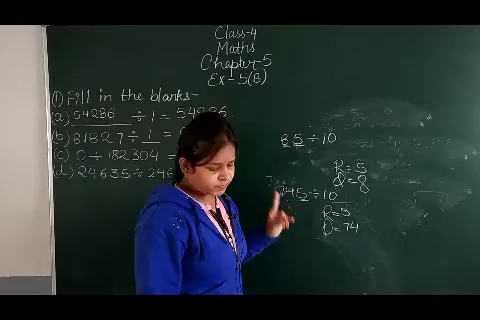 Class-4
Maths
Chapter-5
Ex-5(B)
① Fill in the blanks-
(a) 54286 ÷ 1 = 54286
(b) 81827 ÷ 1 =
(c) 0 ÷ 182304 =
(d) 24635 ÷ 246
85 ÷ 10
R = 5
Q = 8
745 ÷ 10
R = 5
Q = 74